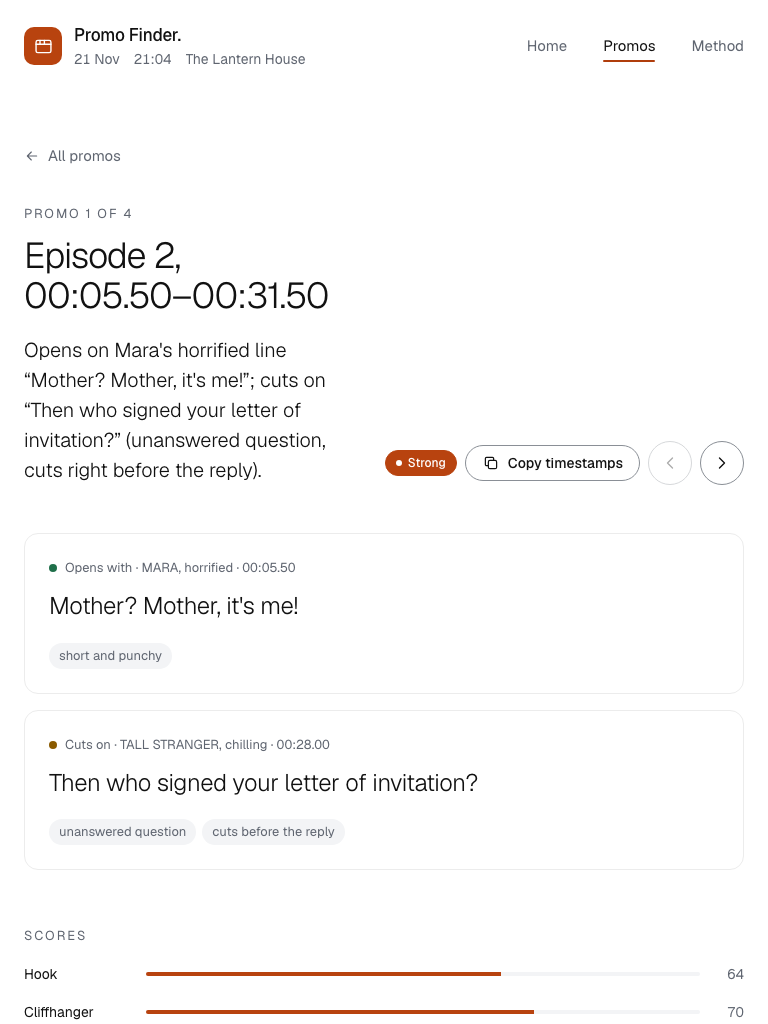 Promo Finder.
21 Nov 21:04 The Lantern House
Home Promos Method
All promos
PROMO 1 OF 4
Episode 2,
00:05.50–00:31.50
Opens on Mara's horrified line
“Mother? Mother, it's me!”; cuts on
“Then who signed your letter of
invitation?” (unanswered question,
cuts right before the reply).
Strong
Copy timestamps
Opens with · MARA, horrified · 00:05.50
Mother? Mother, it's me!
short and punchy
Cuts on · TALL STRANGER, chilling · 00:28.00
Then who signed your letter of invitation?
unanswered question cuts before the reply
SCORES
Hook 64
Cliffhanger 70